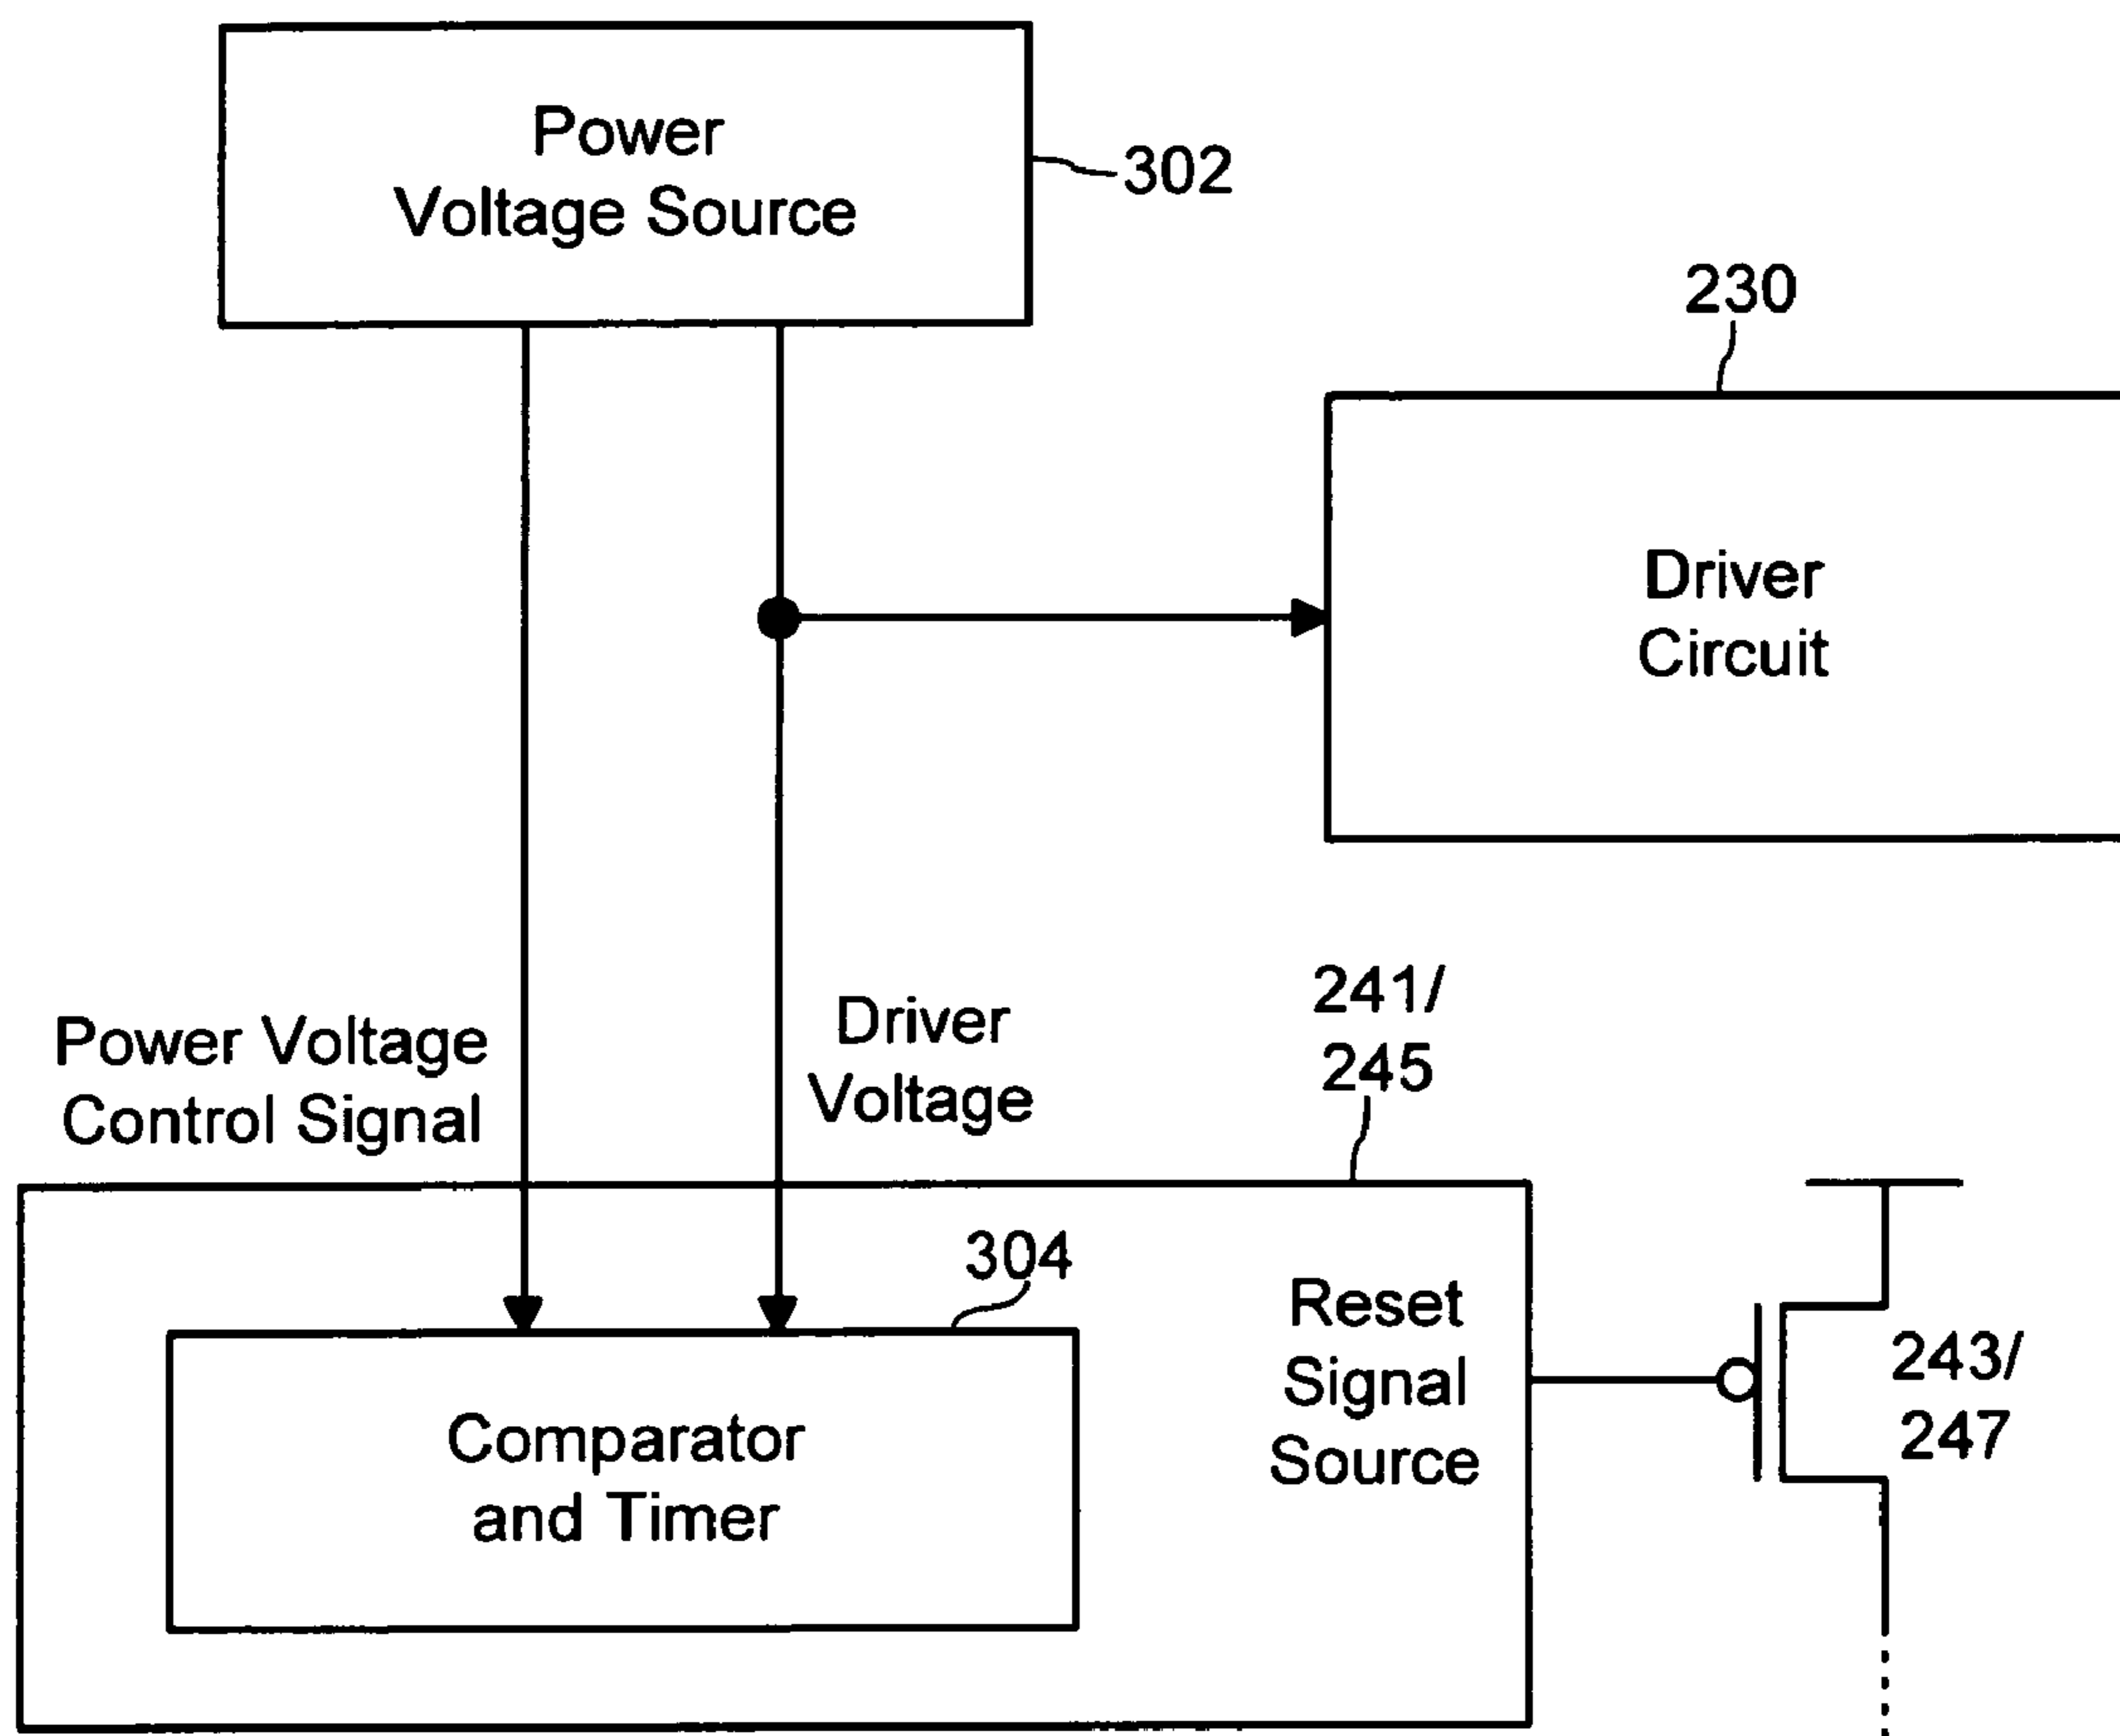 Power
Voltage Source
302
230
Driver
Circuit
Power Voltage
Control Signal
Driver
Voltage
241/
245
304
Comparator
and Timer
Reset
Signal
Source
243/
247